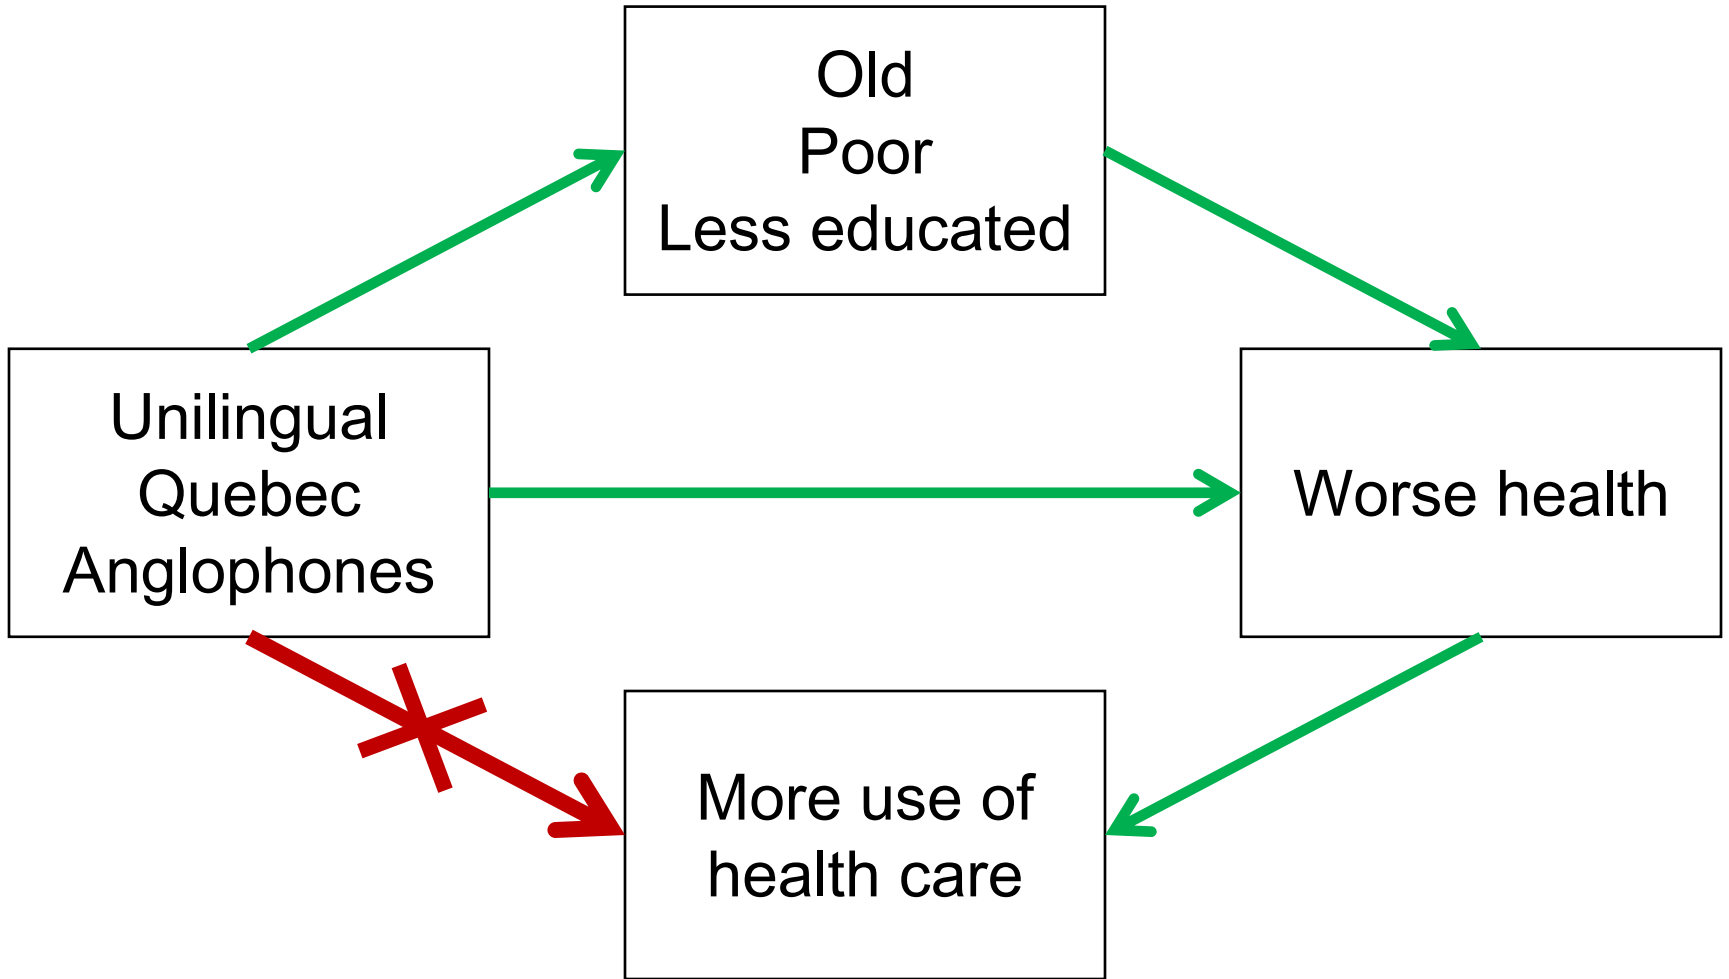 Old
Poor
Less educated
Unilingual
Quebec
Anglophones
Worse health
More use of
health care